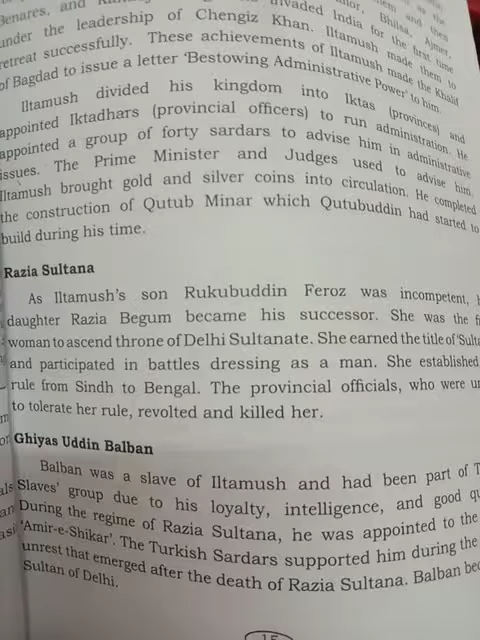 Benares, and
Bhilsa, Ajmer,
invaded India for the first time
under the leadership of Chengiz Khan. Iltamush made them to
retreat successfully. These achievements of Iltamush made the Khalif
of Bagdad to issue a letter 'Bestowing Administrative Power' to him.
Iltamush divided his kingdom into Iktas (provinces) and
appointed Iktadhars (provincial officers) to run administration. He
appointed a group of forty sardars to advise him in administrative
issues. The Prime Minister and Judges used to advise him.
Iltamush brought gold and silver coins into circulation. He completed
the construction of Qutub Minar which Qutubuddin had started to
build during his time.
Razia Sultana
As Iltamush's son Rukubuddin Feroz was incompetent,
daughter Razia Begum became his successor. She was the
woman to ascend throne of Delhi Sultanate. She earned the title of
and participated in battles dressing as a man. She established
rule from Sindh to Bengal. The provincial officials, who were
to tolerate her rule, revolted and killed her.
Ghiyas Uddin Balban
Balban was a slave of Iltamush and had been part of
Slaves' group due to his loyalty, intelligence, and good
During the regime of Razia Sultana, he was appointed to the
'Amir-e-Shikar'. The Turkish Sardars supported him during the
unrest that emerged after the death of Razia Sultana. Balban
Sultan of Delhi.
15